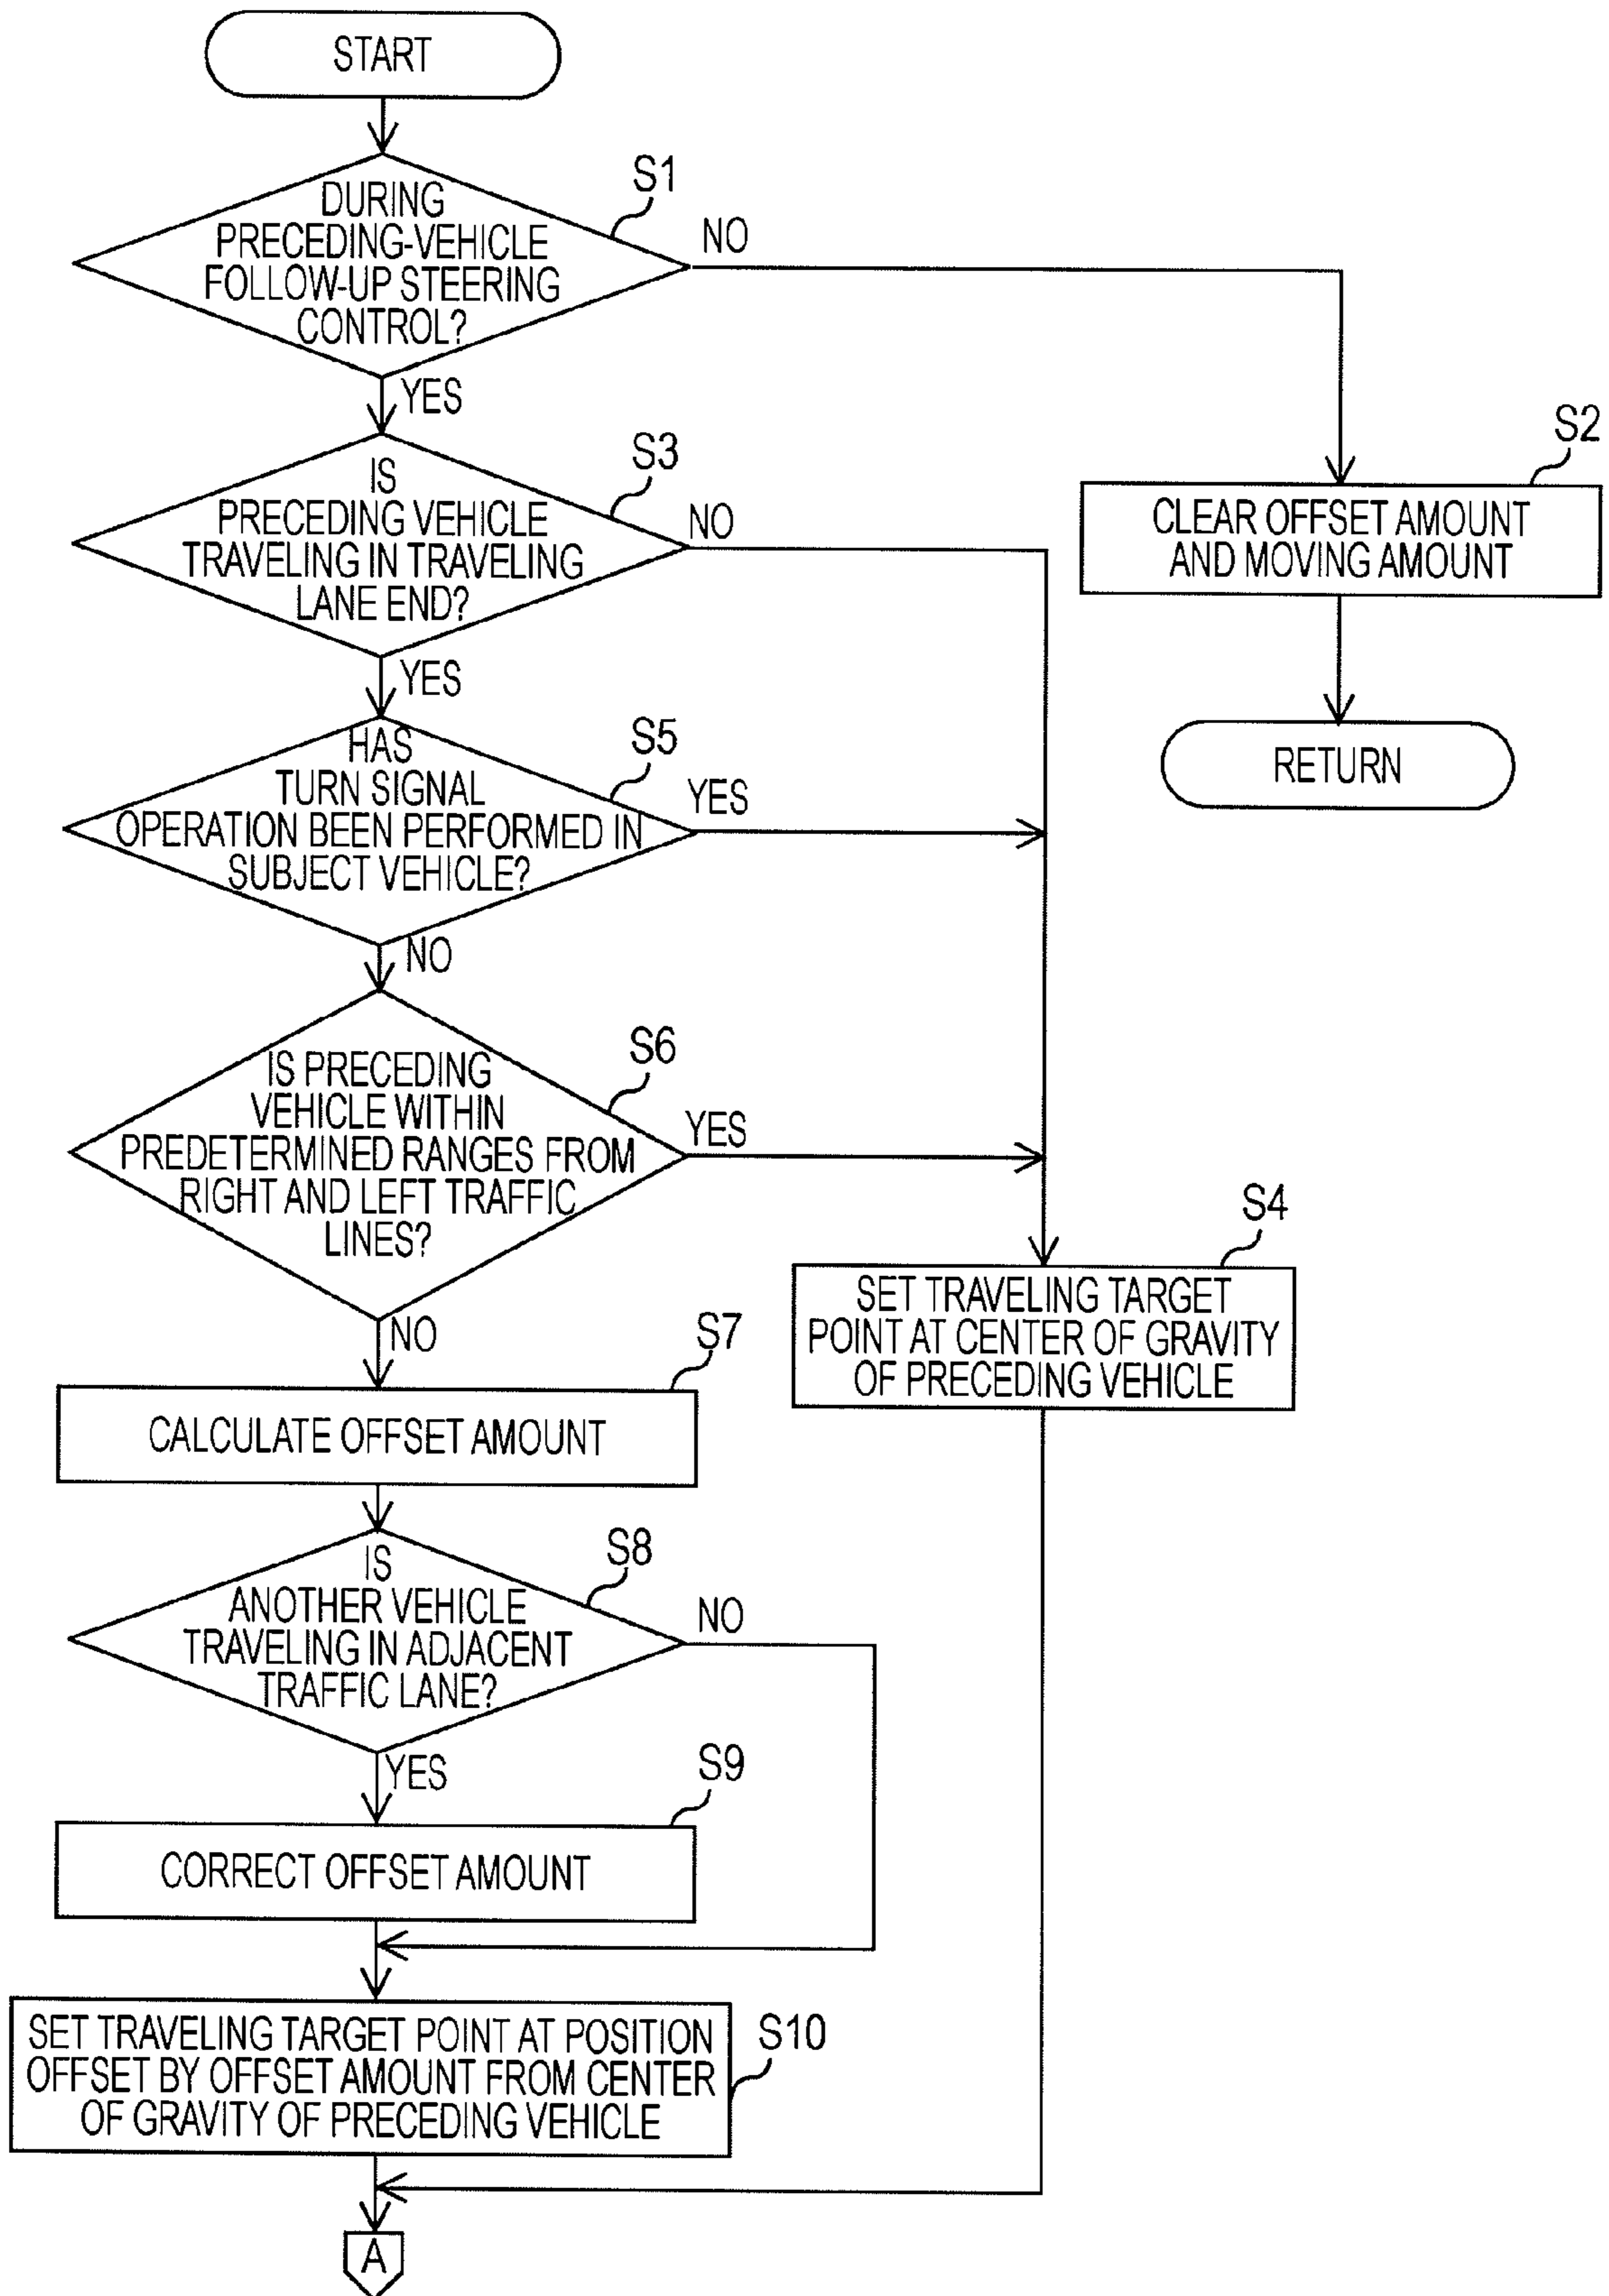 START
S1
DURING
PRECEDING-VEHICLE
FOLLOW-UP STEERING
CONTROL?
NO
YES
S2
CLEAR OFFSET AMOUNT
AND MOVING AMOUNT
RETURN
S3
IS
PRECEDING VEHICLE
TRAVELING IN TRAVELING
LANE END?
NO
YES
S5
HAS
TURN SIGNAL
OPERATION BEEN PERFORMED IN
SUBJECT VEHICLE?
YES
NO
S6
IS PRECEDING
VEHICLE WITHIN
PREDETERMINED RANGES FROM
RIGHT AND LEFT TRAFFIC
LINES?
YES
NO
S4
SET TRAVELING TARGET
POINT AT CENTER OF GRAVITY
OF PRECEDING VEHICLE
S7
CALCULATE OFFSET AMOUNT
S8
IS
ANOTHER VEHICLE
TRAVELING IN ADJACENT
TRAFFIC LANE?
NO
YES
S9
CORRECT OFFSET AMOUNT
S10
SET TRAVELING TARGET POINT AT POSITION
OFFSET BY OFFSET AMOUNT FROM CENTER
OF GRAVITY OF PRECEDING VEHICLE
A